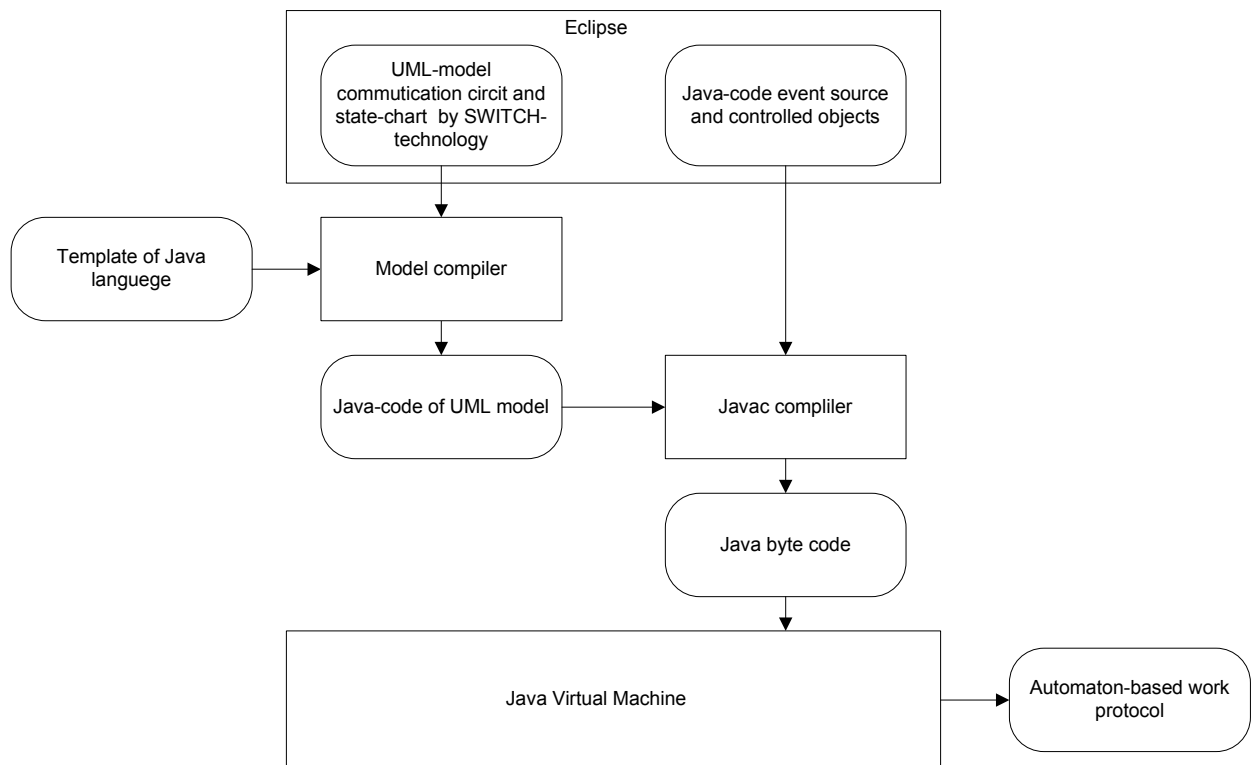 Eclipse
UML-model
commutication circit and
state-chart by SWITCH-
technology
Java-code event source
and controlled objects
Template of Java
languege
Model compiler
Java-code of UML model
Javac compliler
Java byte code
Java Virtual Machine
Automaton-based work
protocol